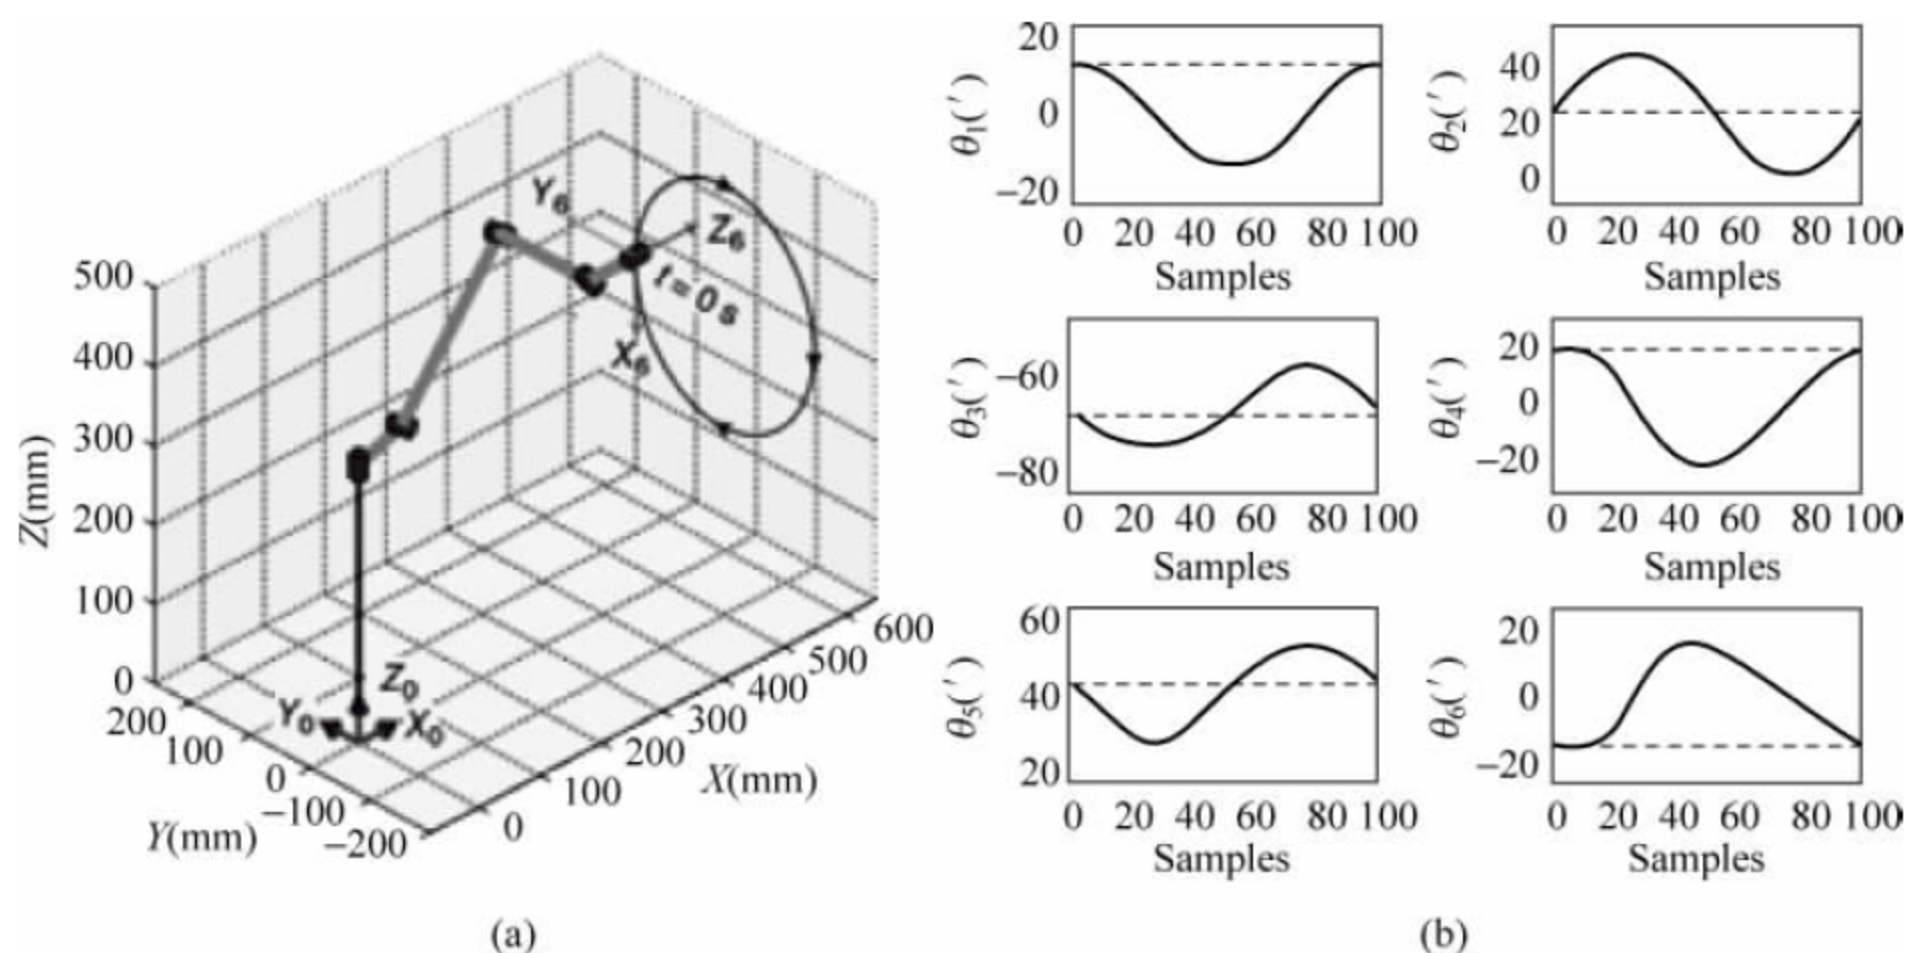 500
400
300
200
100
0
Z(mm)
200
100
0
−100
−200
Y(mm)
0
100
200
300
400
500
600
X(mm)
Y6
Z6
t = 0 s
X6
Z0
Y0
X0
(a)
20
0
−20
θ1(′)
0 20 40 60 80 100
Samples
40
20
0
θ2(′)
0 20 40 60 80 100
Samples
−60
−80
θ3(′)
0 20 40 60 80 100
Samples
20
0
−20
θ4(′)
0 20 40 60 80 100
Samples
60
40
20
θ5(′)
0 20 40 60 80 100
Samples
20
0
−20
θ6(′)
0 20 40 60 80 100
Samples
(b)